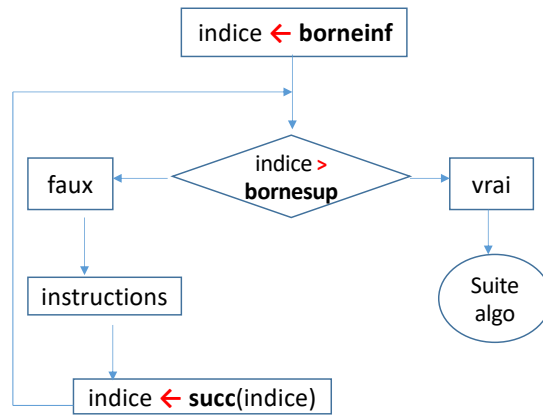 indice ← borneinf
indice >
bornesup
faux
vrai
instructions
Suite
algo
indice ← succ(indice)